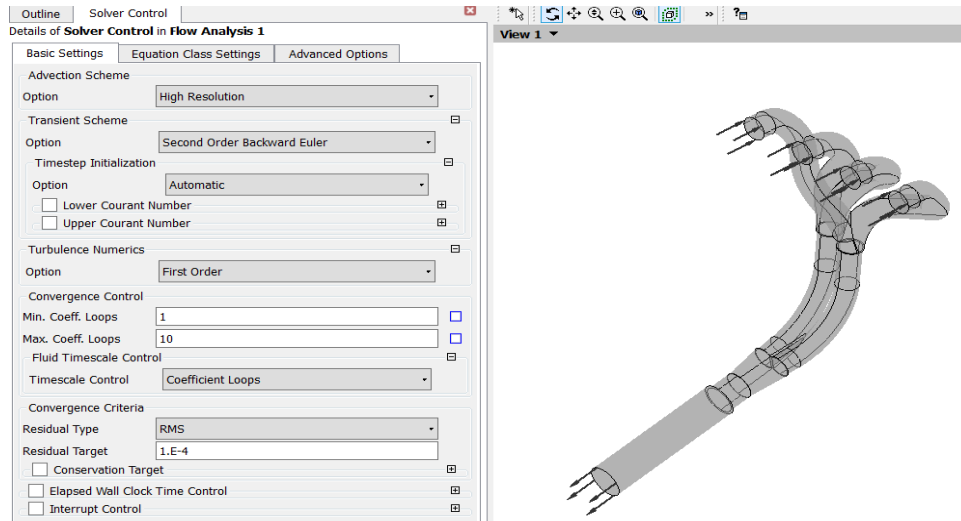 Outline Solver Control
Details of Solver Control in Flow Analysis 1
Basic Settings Equation Class Settings Advanced Options
Advection Scheme
Option High Resolution
Transient Scheme
Option Second Order Backward Euler
Timestep Initialization
Option Automatic
Lower Courant Number
Upper Courant Number
Turbulence Numerics
Option First Order
Convergence Control
Min. Coeff. Loops 1
Max. Coeff. Loops 10
Fluid Timescale Control
Timescale Control Coefficient Loops
Convergence Criteria
Residual Type RMS
Residual Target 1.E-4
Conservation Target
Elapsed Wall Clock Time Control
Interrupt Control
» ?
View 1